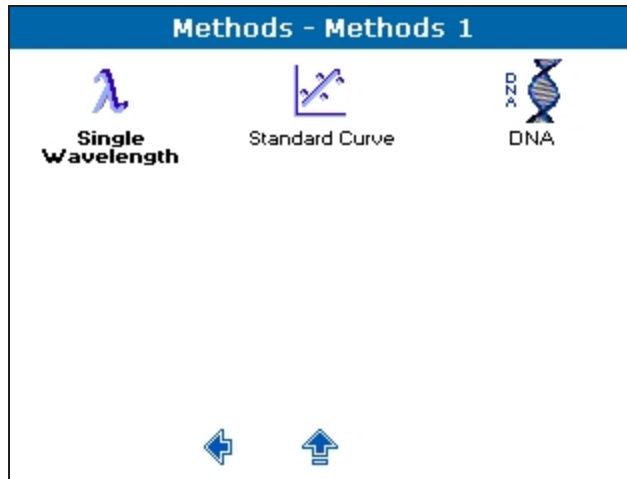 Methods - Methods 1
λ
DNA
Single
Wavelength
Standard Curve
DNA